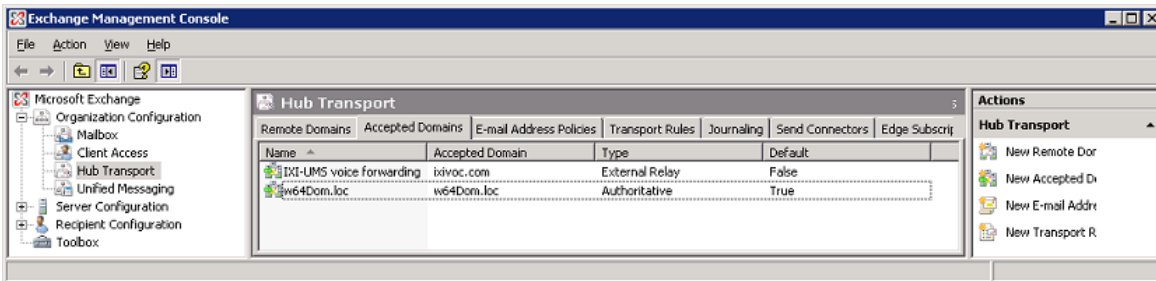 Exchange Management Console
File Action View Help
Microsoft Exchange
Organization Configuration
Mailbox
Client Access
Hub Transport
Unified Messaging
Server Configuration
Recipient Configuration
Toolbox
Hub Transport 5
Remote Domains Accepted Domains E-mail Address Policies Transport Rules Journaling Send Connectors Edge Subscrip
Name Accepted Domain Type Default
IXI-UMS voice forwarding ixivoc.com External Relay False
w64Dom.loc w64Dom.loc Authoritative True
Actions
Hub Transport
New Remote Dor
New Accepted D
New E-mail Addre
New Transport R